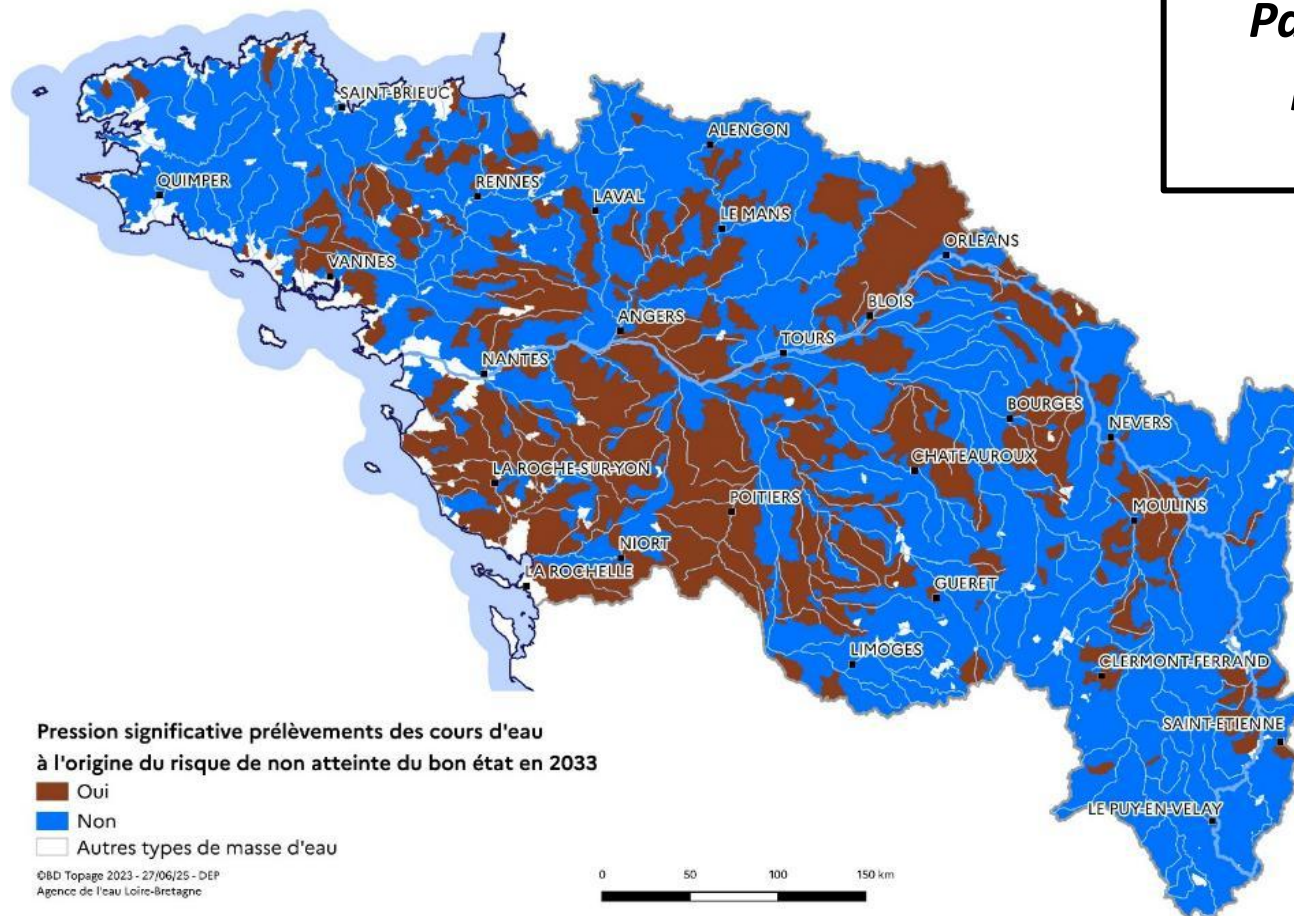 SAINT-BRIEUC
ALENCON
QUIMPER
RENNES
LAVAL
LE MANS
ORLEANS
VANNES
BLOIS
ANGERS
TOURS
NANTES
BOURGES
NEVERS
LA ROCHE-SUR-YON
CHATEAUROUX
POITIERS
MOULINS
NIORT
LA ROCHELLE
GUERET
LIMOGES
CLERMONT-FERRAND
SAINT-ETIENNE
LE PUY-EN-VELAY
Pression significative prélèvements des cours d'eau
à l'origine du risque de non atteinte du bon état en 2033
Oui
Non
Autres types de masse d'eau
©BD Topage 2023 - 27/06/25 - DEP
Agence de l'eau Loire-Bretagne
0 50 100 150 km